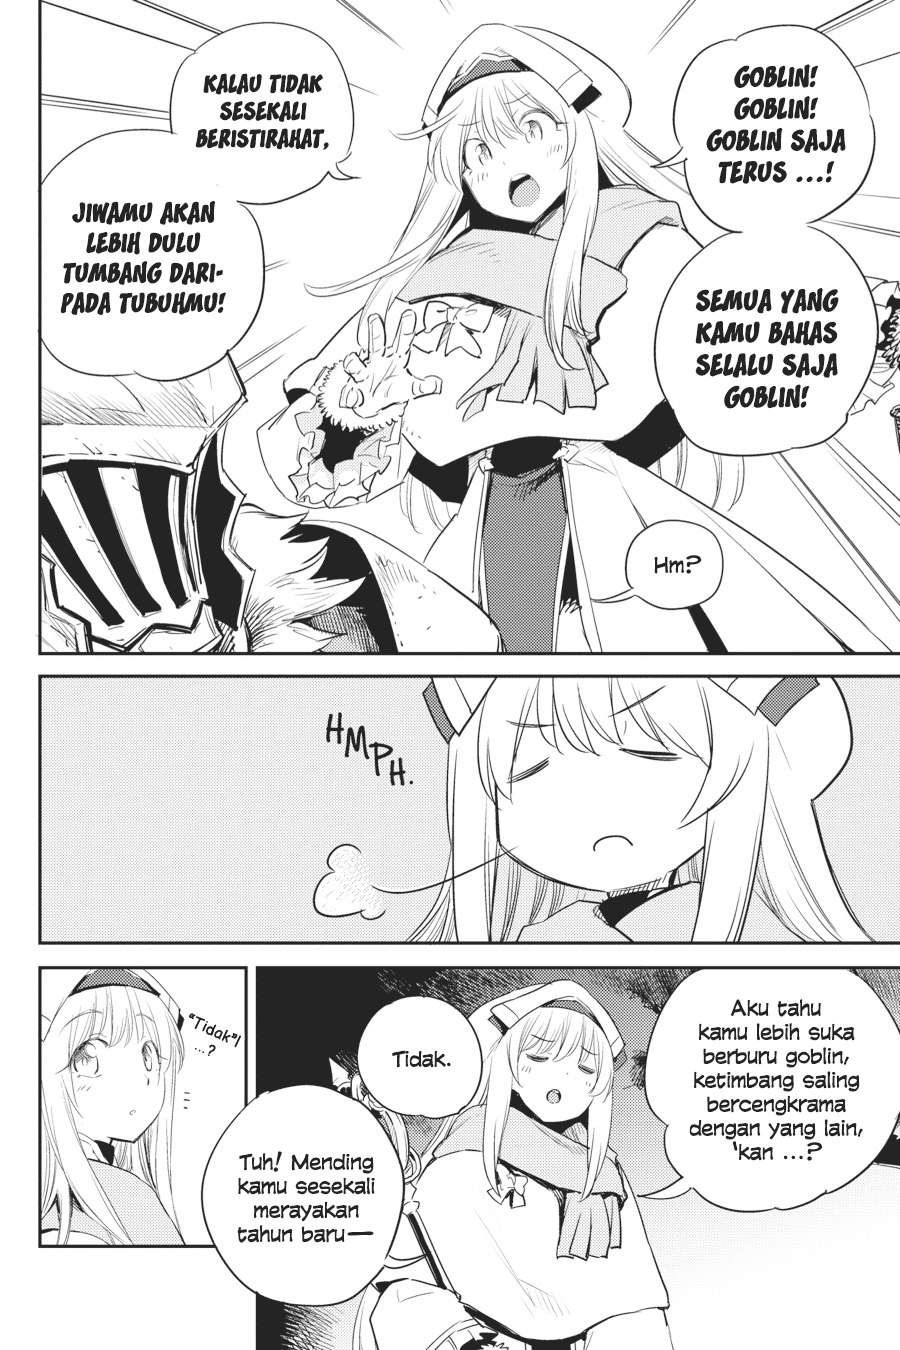 GOBLIN!
GOBLIN!
GOBLIN SAJA
TERUS ...!
SEMUA YANG
KAMU BAHAS
SELALU SAJA
GOBLIN!
KALAU TIDAK
SESEKALI
BERISTIRAHAT,
JIWAMU AKAN
LEBIH DULU
TUMBANG DARI-
PADA TUBUHMU!
Hm?
HMPH.
Aku tahu
kamu lebih suka
berburu goblin,
ketimbang saling
bercengkrama
dengan yang lain,
'kan ...?
Tidak.
Tuh! Mending
kamu sesekali
merayakan
tahun baru—
"Tidak"!
...?